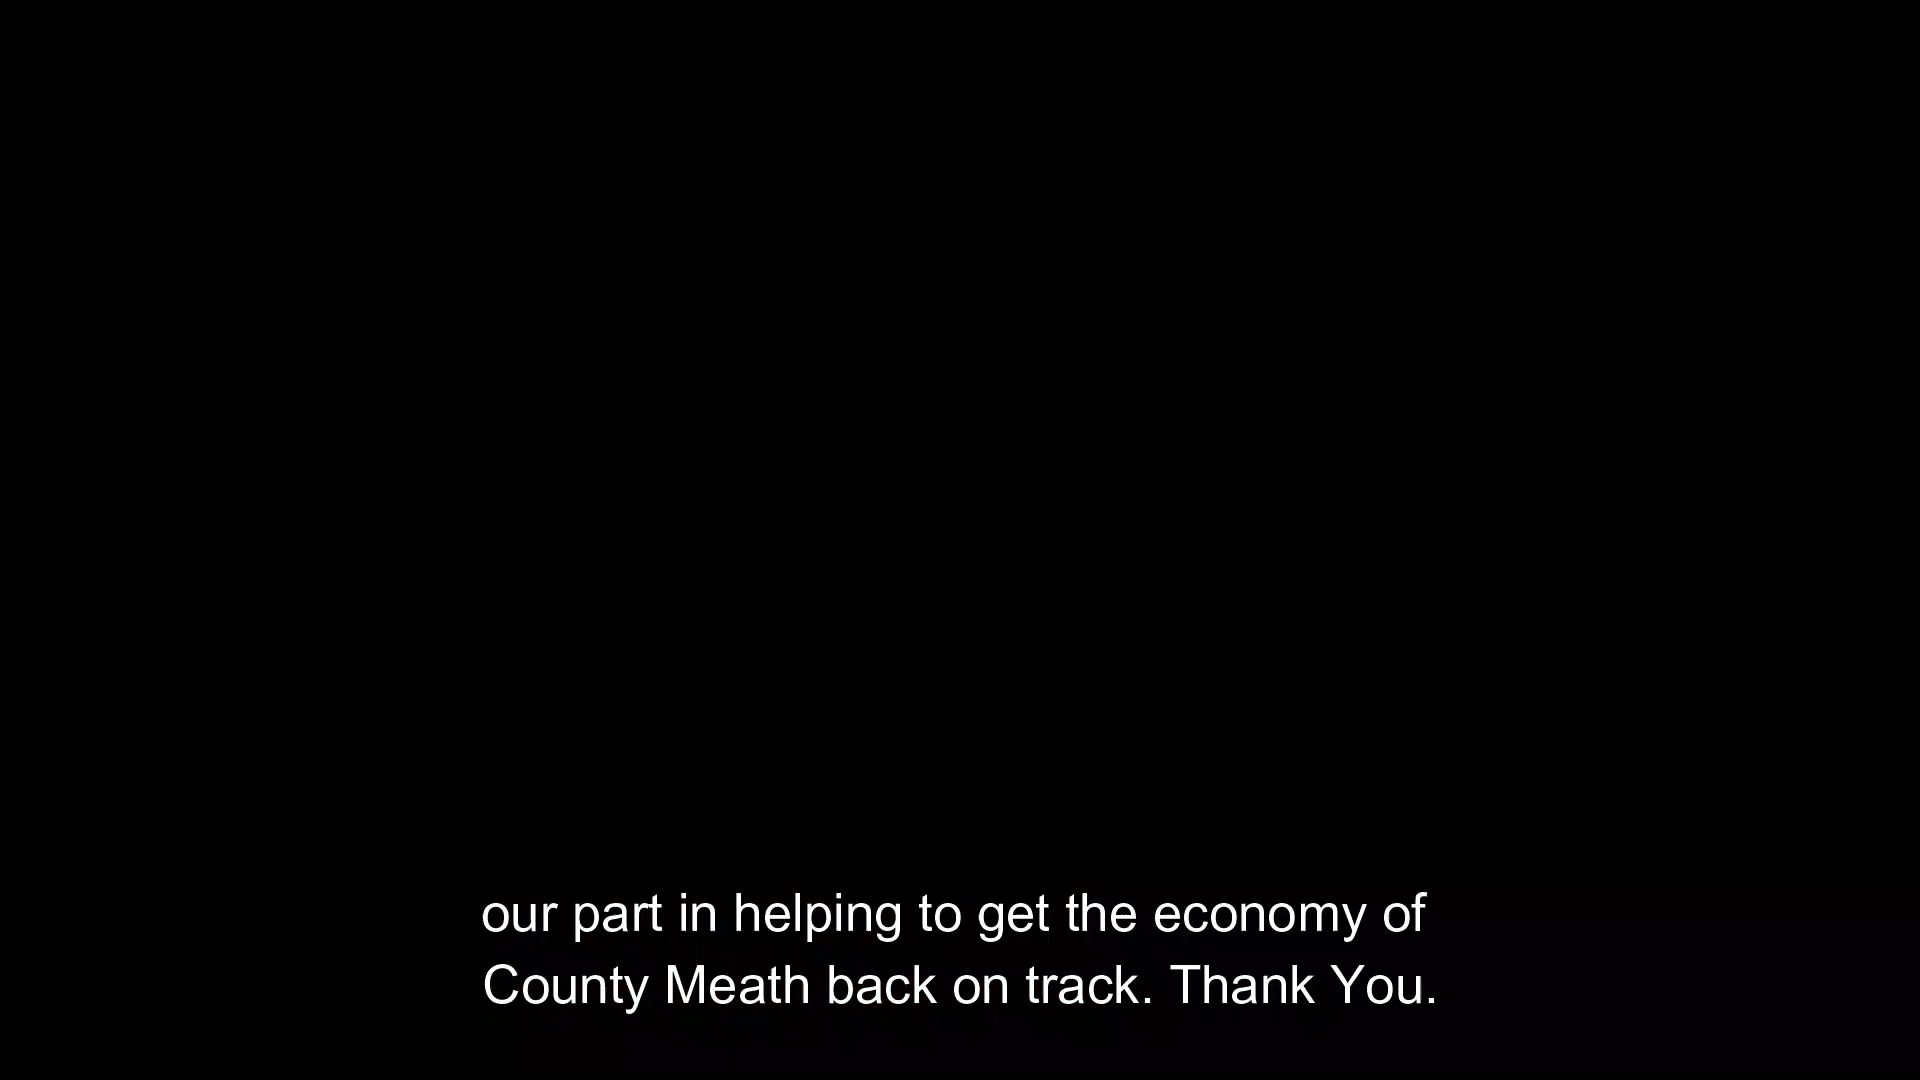 our part in helping to get the economy of
County Meath back on track. Thank You.